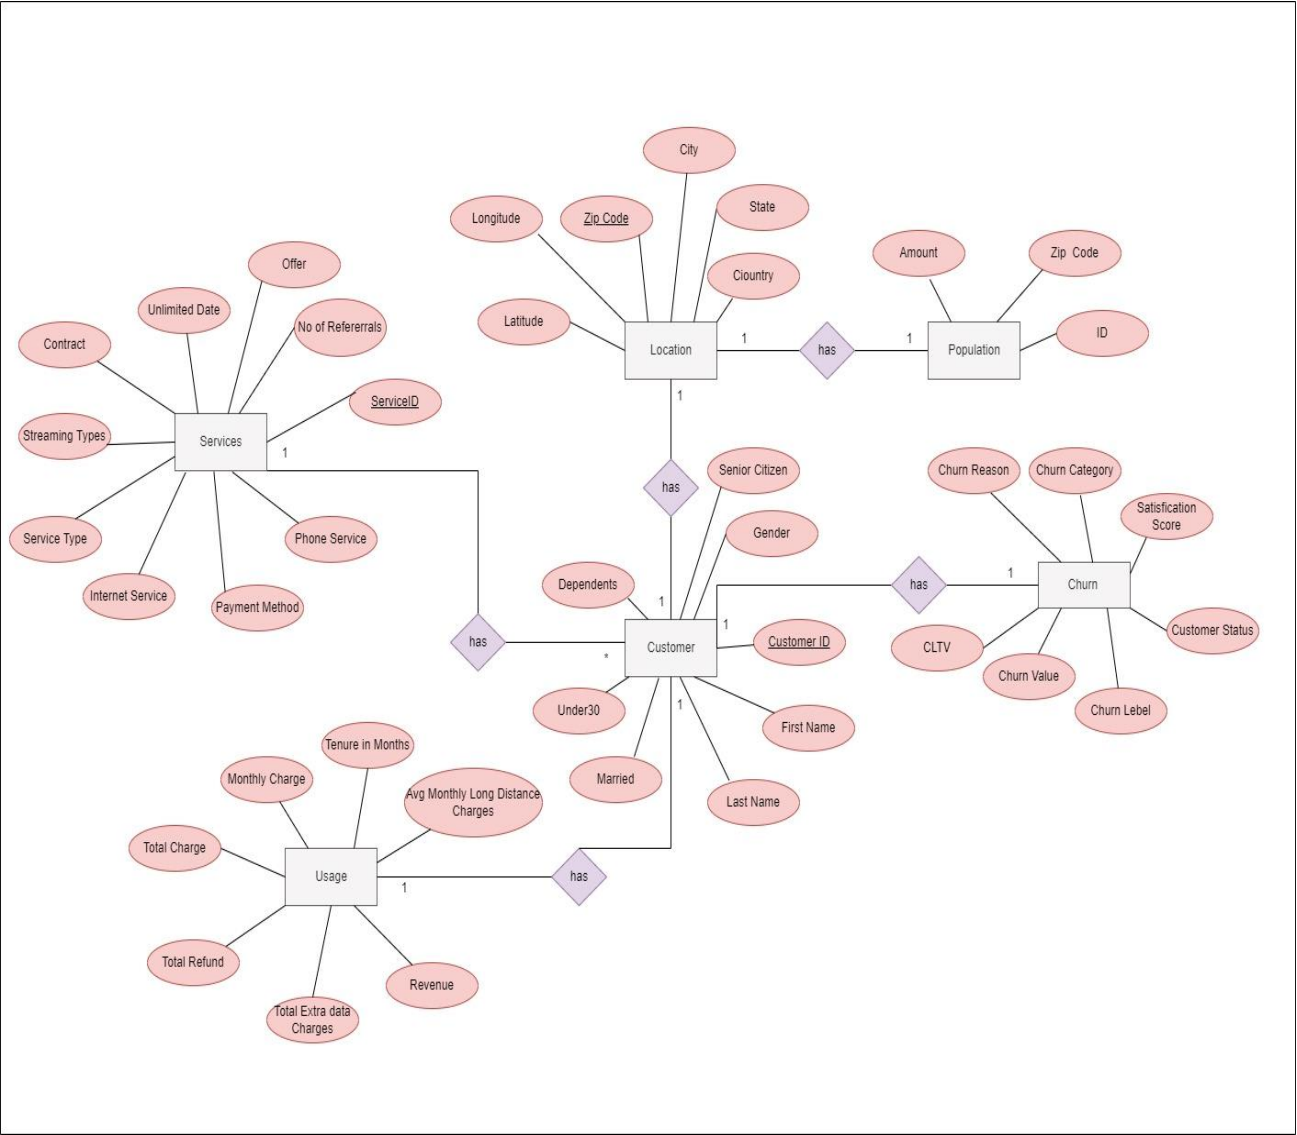 City
Longitude
Zip Code
State
Amount
Zip  Code
Offer
Ciountry
Unlimited Date
No of Refererrals
Latitude
ID
Contract
Location
1
has
1
Population
1
ServiceID
Streaming Types
Services
1
Senior Citizen
Churn Reason
Churn Category
has
Satisfication
Score
Service Type
Phone Service
Gender
Dependents
has
1
Churn
Internet Service
Payment Method
1
1
Customer Status
has
*
Customer
Customer ID
CLTV
Churn Value
Under30
1
Churn Lebel
First Name
Tenure in Months
Monthly Charge
Married
Avg Monthly Long Distance
Charges
Last Name
Total Charge
Usage
1
has
Total Refund
Revenue
Total Extra data
Charges